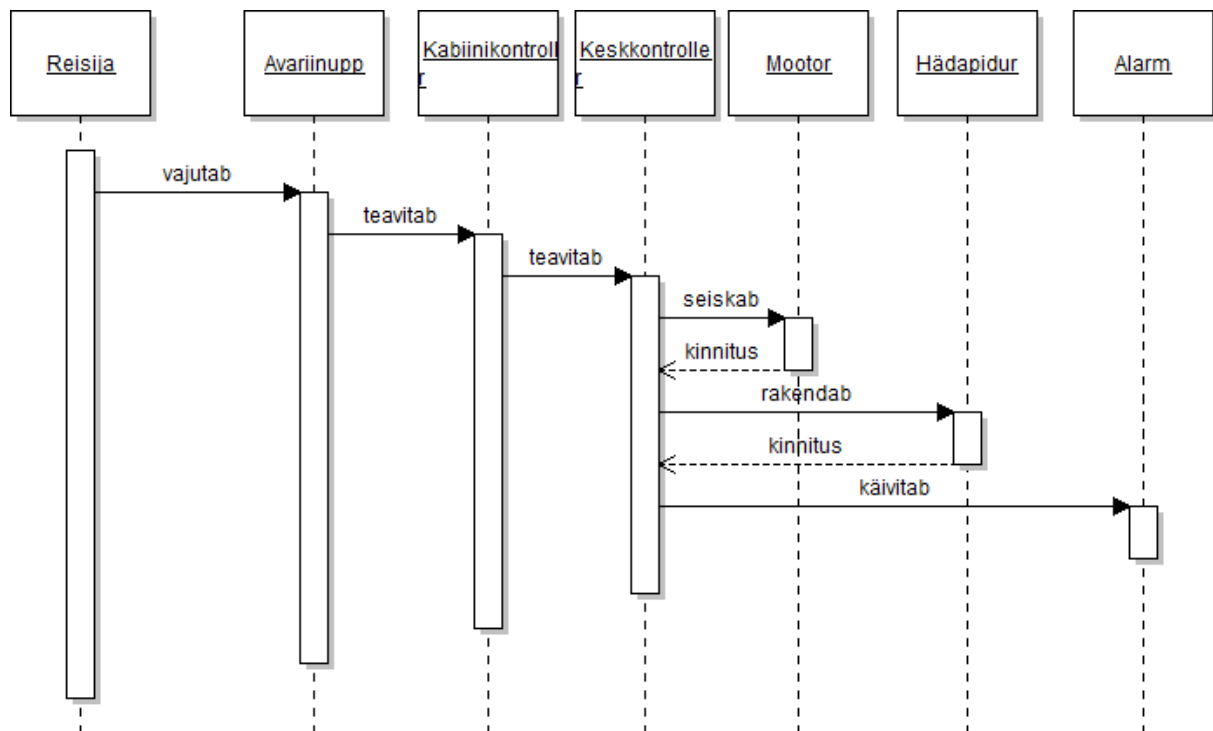 Reisija
Avariinupp
Kabiinikontroll
r
Keskkontrolle
r
Mootor
Hädapidur
Alarm
vajutab
teavitab
teavitab
seiskab
kinnitus
rakendab
kinnitus
käivitab